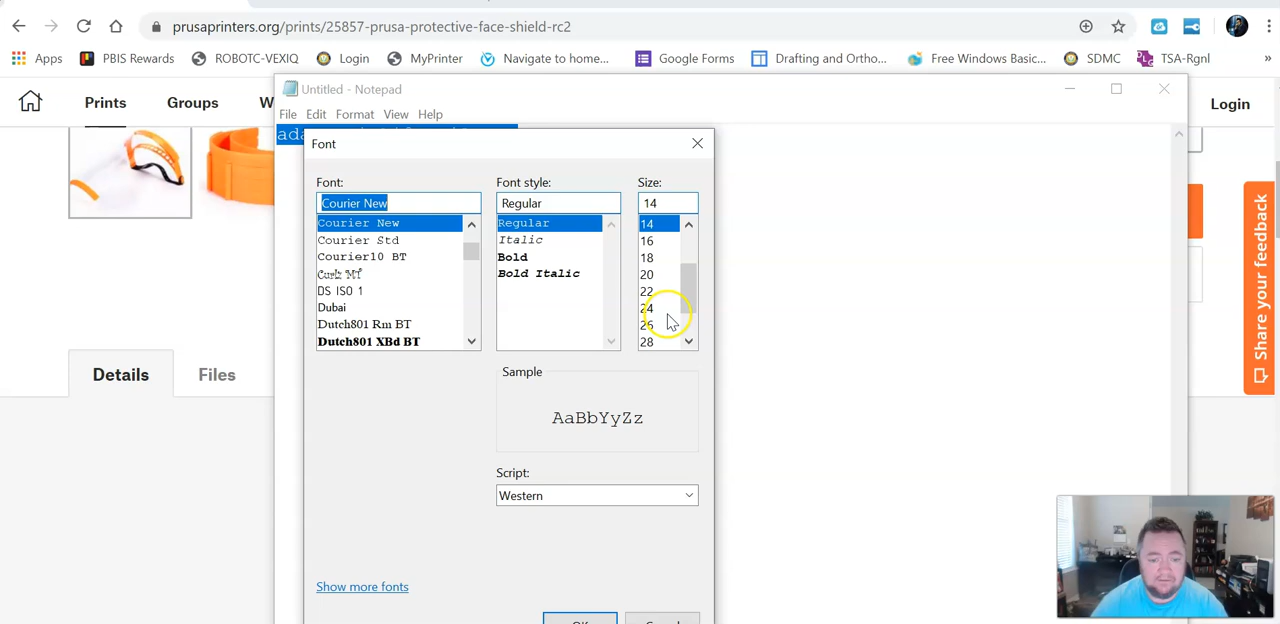 prusaprinters.org/prints/25857-prusa-protective-face-shield-rc2
Apps PBIS Rewards ROBOTC-VEXIQ Login MyPrinter Navigate to home... Google Forms Drafting and Ortho... Free Windows Basic... SDMC TSA-Rgnl »
Untitled - Notepad
Prints Groups W Login
File Edit Format View Help
Font
Font: Font style: Size:
Courier New Regular 14
Courier New Regular 14
Courier Std Italic 16
Courier10 BT Bold 18
Curlz MT Bold Italic 20
DS ISO 1 22
Dubai 24
Dutch801 Rm BT 26
Dutch801 XBd BT 28
Share your feedback
Details Files
Sample
AaBbYyZz
Script:
Western
Show more fonts